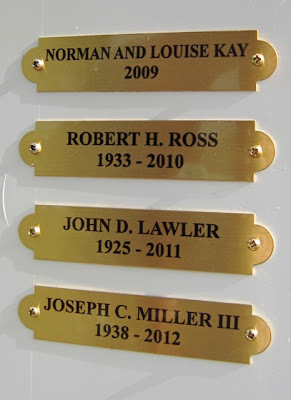 NORMAN AND LOUISE KAY
2009
ROBERT H. ROSS
1933 - 2010
JOHN D. LAWLER
1925 - 2011
JOSEPH C. MILLER III
1938 - 2012